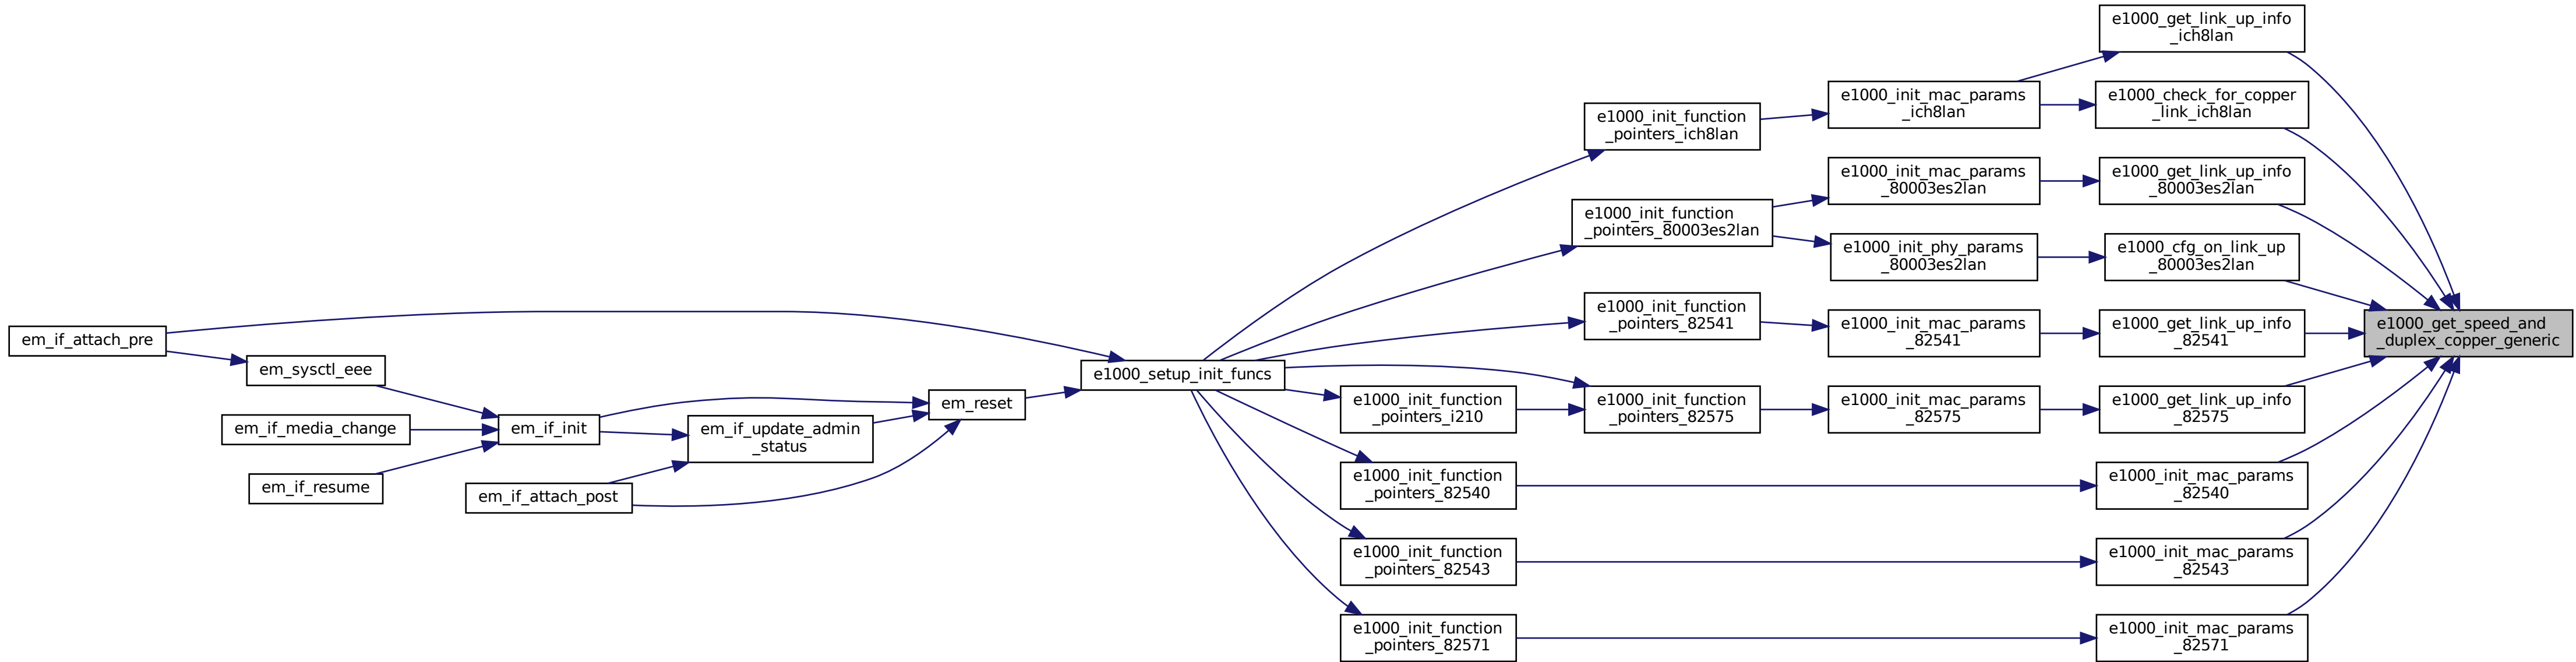 em_if_attach_pre
em_sysctl_eee
em_if_media_change
em_if_resume
em_if_init
em_if_attach_post
em_if_update_admin
_status
em_reset
e1000_setup_init_funcs
e1000_init_function
_pointers_ich8lan
e1000_init_function
_pointers_80003es2lan
e1000_init_function
_pointers_82541
e1000_init_function
_pointers_i210
e1000_init_function
_pointers_82575
e1000_init_function
_pointers_82540
e1000_init_function
_pointers_82543
e1000_init_function
_pointers_82571
e1000_init_mac_params
_ich8lan
e1000_init_mac_params
_80003es2lan
e1000_init_phy_params
_80003es2lan
e1000_init_mac_params
_82541
e1000_init_mac_params
_82575
e1000_get_link_up_info
_ich8lan
e1000_check_for_copper
_link_ich8lan
e1000_get_link_up_info
_80003es2lan
e1000_cfg_on_link_up
_80003es2lan
e1000_get_link_up_info
_82541
e1000_get_link_up_info
_82575
e1000_init_mac_params
_82540
e1000_init_mac_params
_82543
e1000_init_mac_params
_82571
e1000_get_speed_and
_duplex_copper_generic